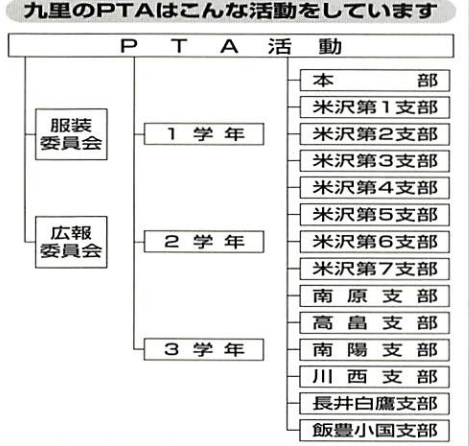 九里のPTAはこんな活動をしています
PTA活動
服装
委員会
広報
委員会
1学年
2学年
3学年
本部
米沢第1支部
米沢第2支部
米沢第3支部
米沢第4支部
米沢第5支部
米沢第6支部
米沢第7支部
南原支部
高畠支部
南陽支部
川西支部
長井白鷹支部
飯豊小国支部